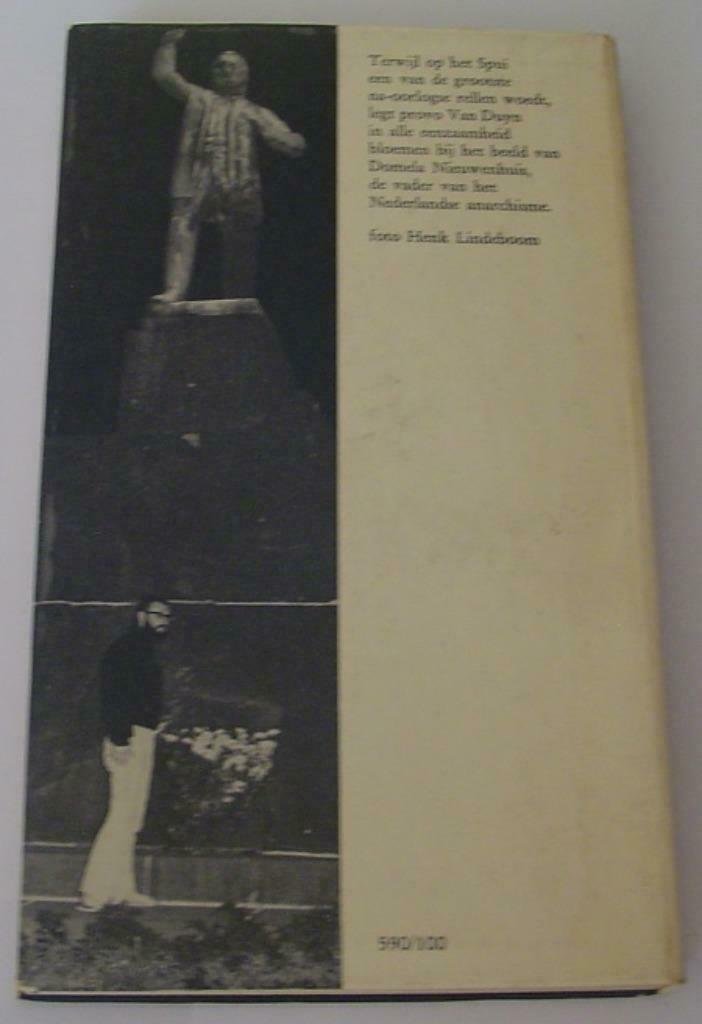 Terwijl op het Spui
een van de grootste
na-oorlogse rellen woedt,
legt provo Van Duyn
in alle eenzaamheid
bloemen bij het beeld van
Domela Nieuwenhuis,
de vader van het
Nederlandse anarchisme.
foto Henk Lindeboom
590/100